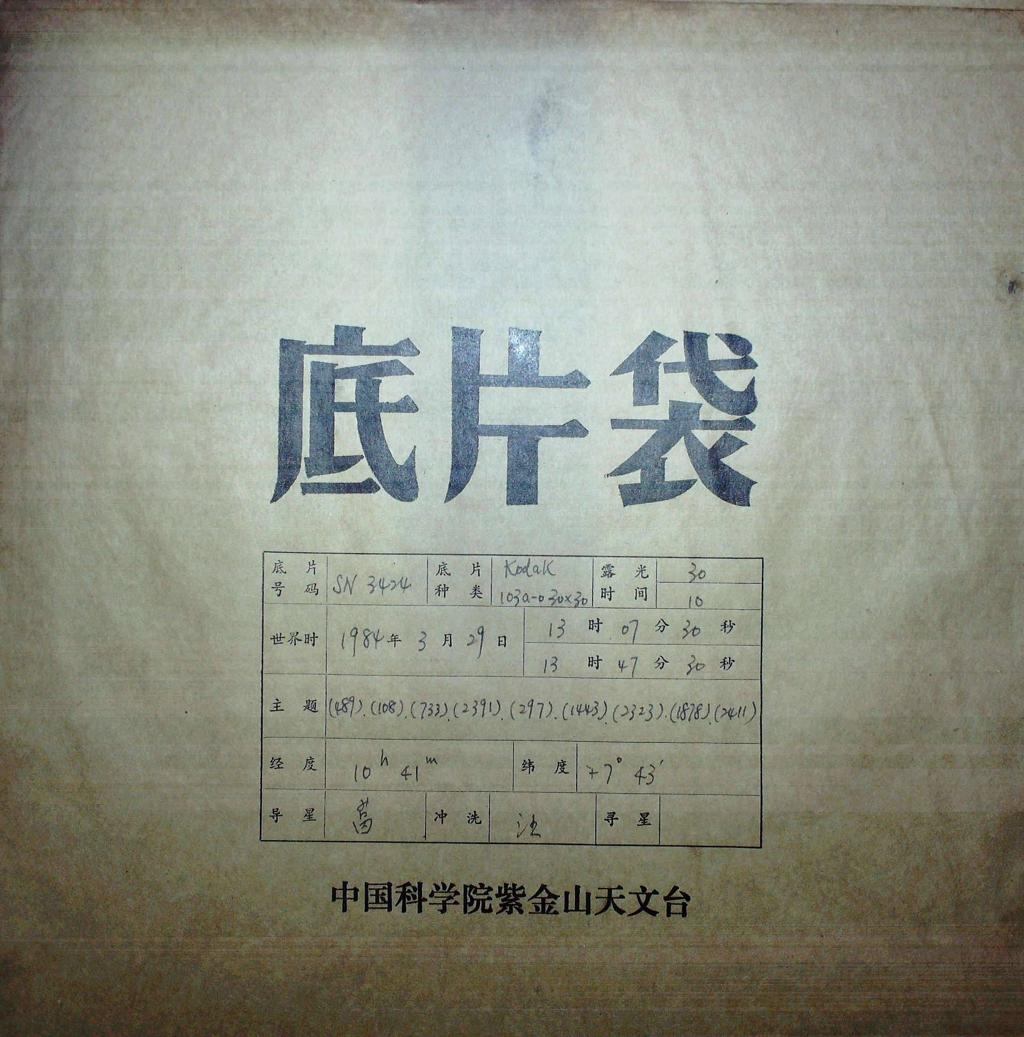 底片袋
底片号码 SN 3424 底片种类 Kodak 103a-o 30x30 露光时间 30 10
世界时 1984年 3月 29日 13时 07分 30秒
13时 47分 30秒
主题 (489).(108).(733).(2391).(297).(1443).(2323).(1878).(2411)
经度 10h 41m 纬度 +7° 43′
导星 冲洗 汪 寻星
中国科学院紫金山天文台